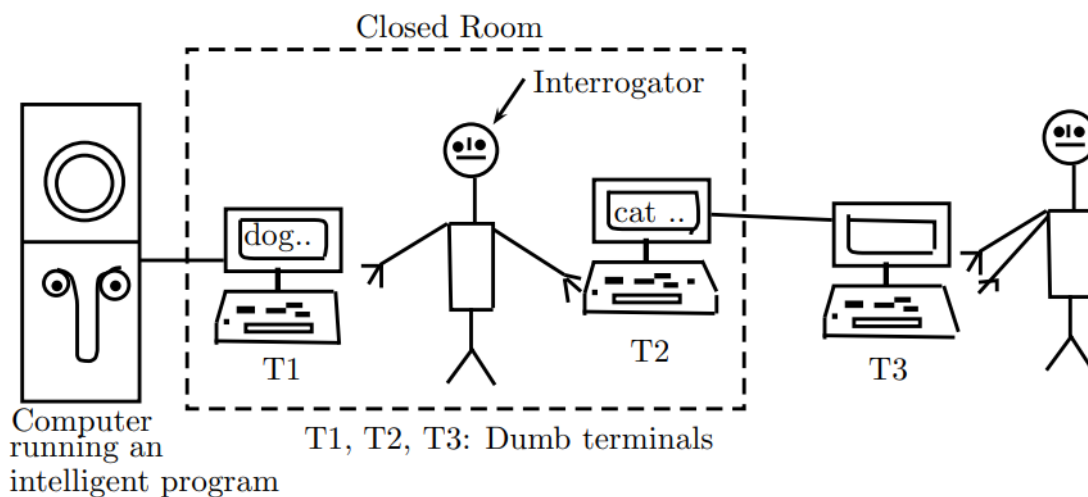 Closed Room
Interrogator
dog..
cat ..
T1
T2
T3
Computer
running an
intelligent program
T1, T2, T3: Dumb terminals